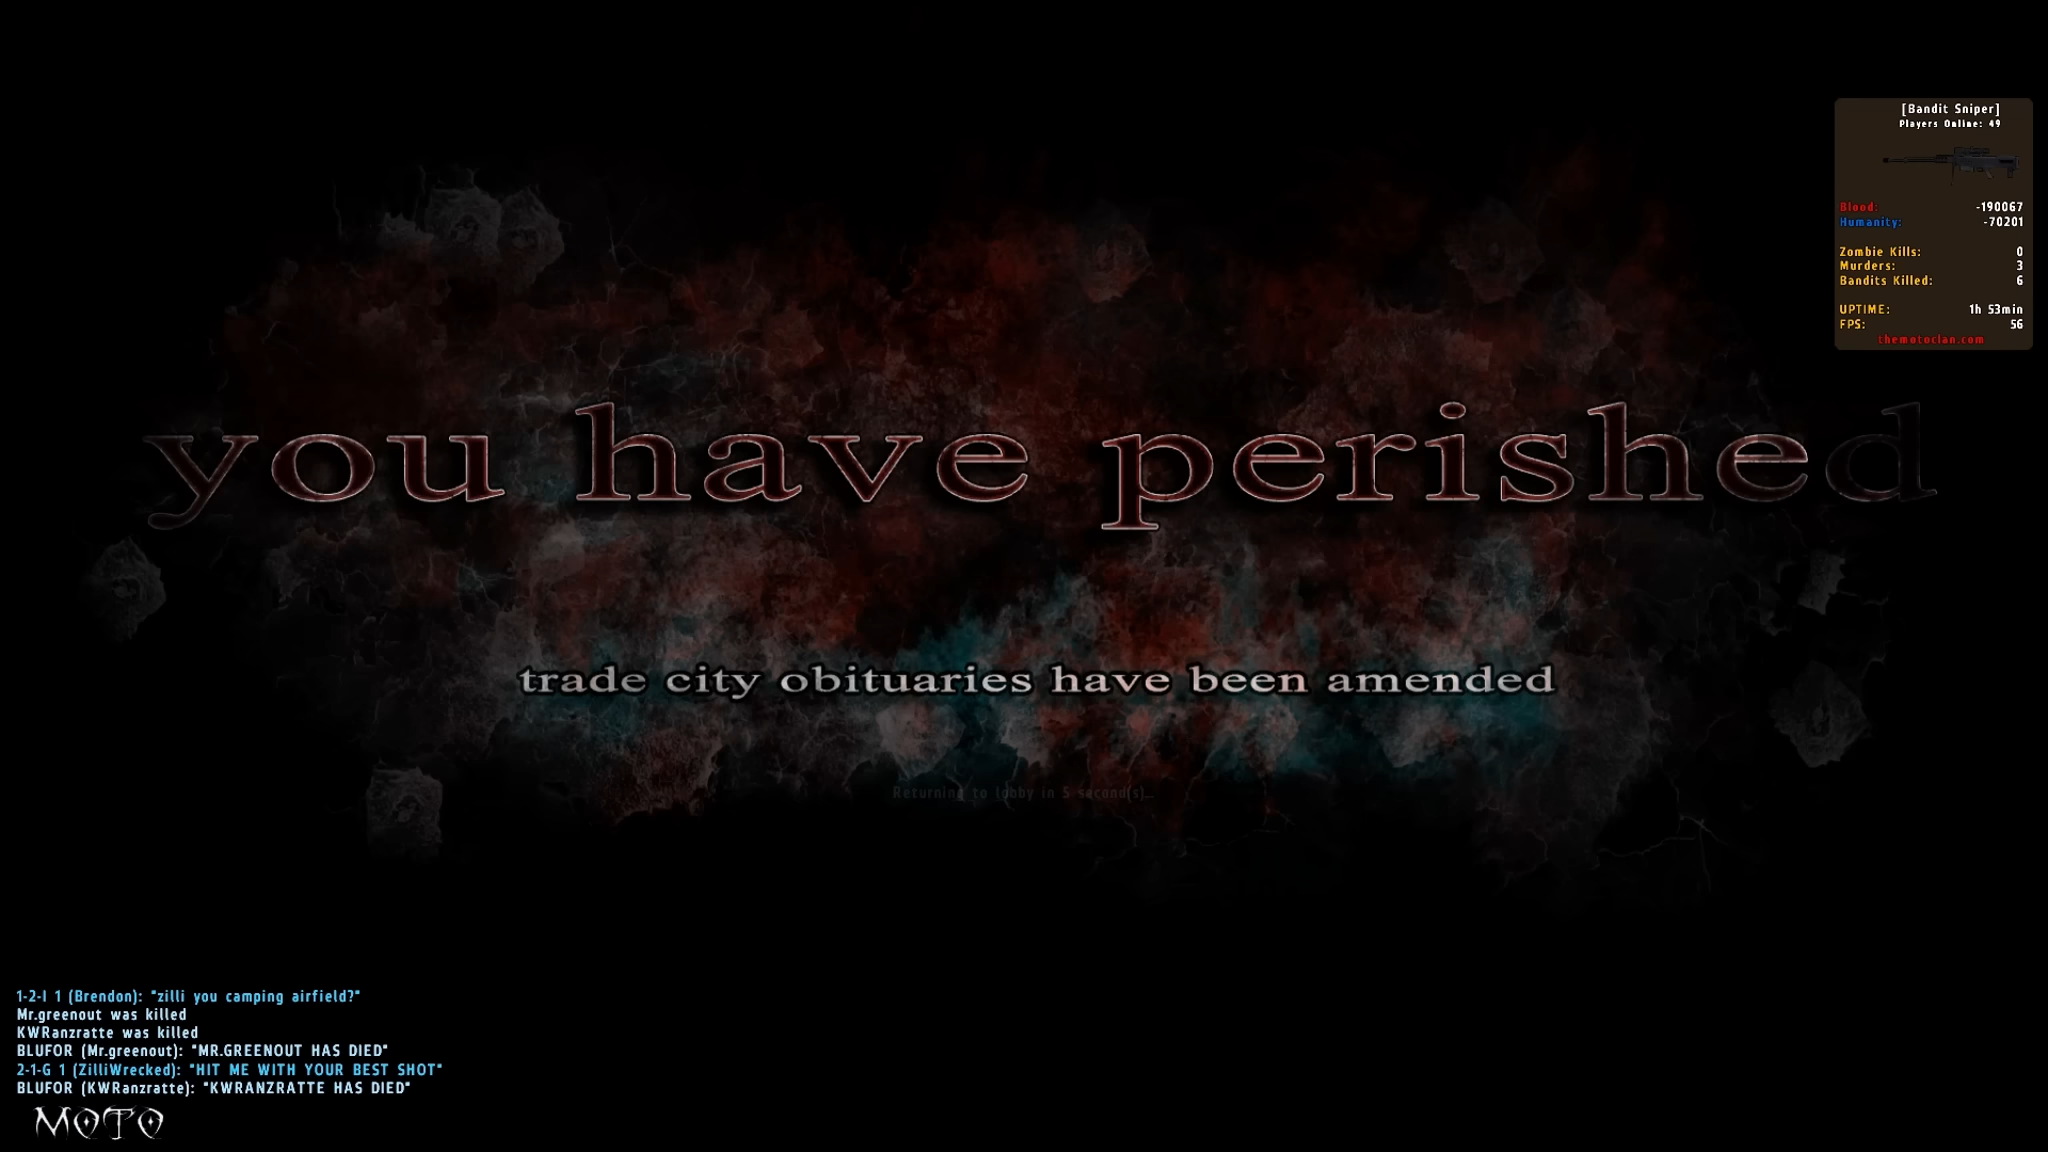 [Bandit Sniper]
Players Online: 49
Blood: -190067
Humanity: -70201
Zombie Kills: 0
Murders: 3
Bandits Killed: 6
UPTIME: 1h 53min
FPS: 56
themotoclan.com
you have perished
trade city obituaries have been amended
Returning to lobby in 5 second(s)...
1-2-I 1 (Brendon): "zilli you camping airfield?"
Mr.greenout was killed
KWRanzratte was killed
BLUFOR (Mr.greenout): "MR.GREENOUT HAS DIED"
2-1-G 1 (ZilliWrecked): "HIT ME WITH YOUR BEST SHOT"
BLUFOR (KWRanzratte): "KWRANZRATTE HAS DIED"
MOTO